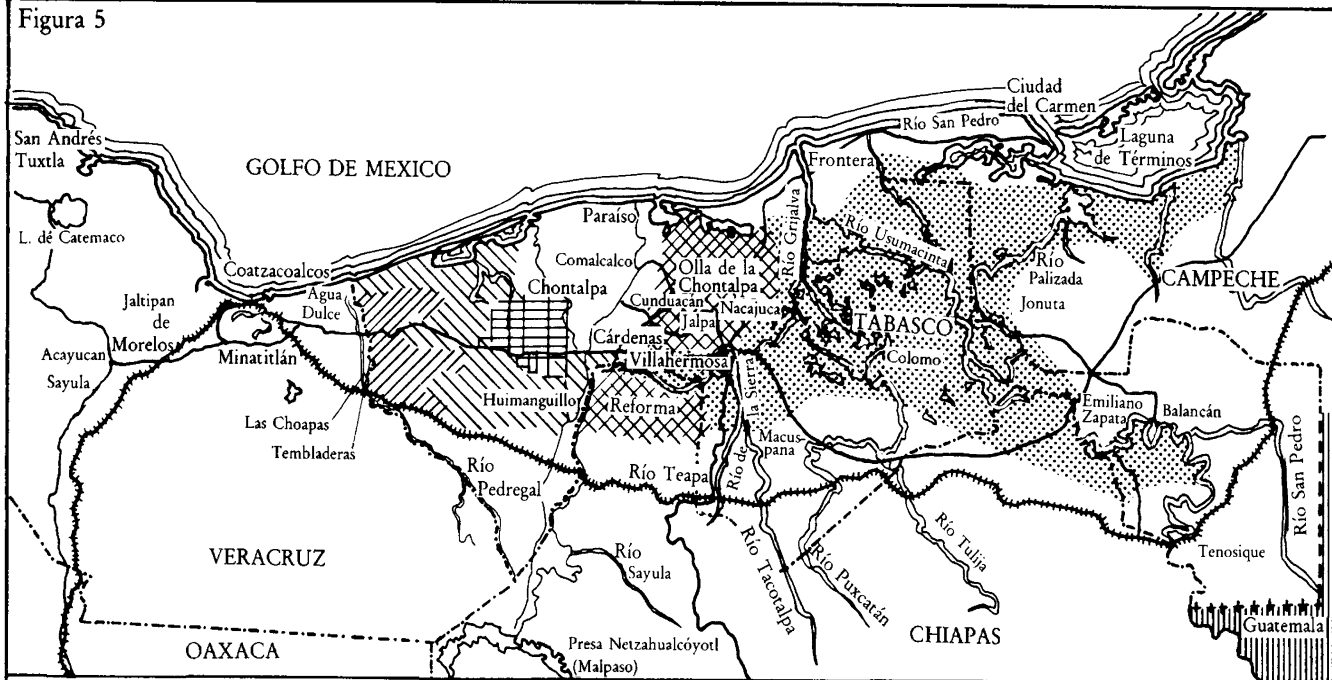 Figura 5
San Andrés
Tuxtla
L. de Catemaco
GOLFO DE MEXICO
Ciudad
del Carmen
Río San Pedro
Laguna
de Términos
Frontera
Paraíso
Río Grijalva
Río Usumacinta
Río
Palizada
Jonuta
CAMPECHE
Comalcalco
Olla de la
Chontalpa
Coatzacoalcos
Agua
Dulce
Chontalpa
Cunduacán
Nacajuca
Jalpa
TABASCO
Jaltipan
de
Morelos
Minatitlán
Acayucan
Sayula
Cárdenas
Villahermosa
Colomo
Huimanguillo
Reforma
Río de la Sierra
Macus-
pana
Emiliano
Zapata
Balancán
Las Choapas
Tembladeras
Río
Pedregal
Río Teapa
Río San Pedro
Tenosique
VERACRUZ
Río
Sayula
Río Tacotalpa
Río Puxcatán
Río Tulija
CHIAPAS
Guatemala
OAXACA
Presa Netzahualcóyotl
(Malpaso)